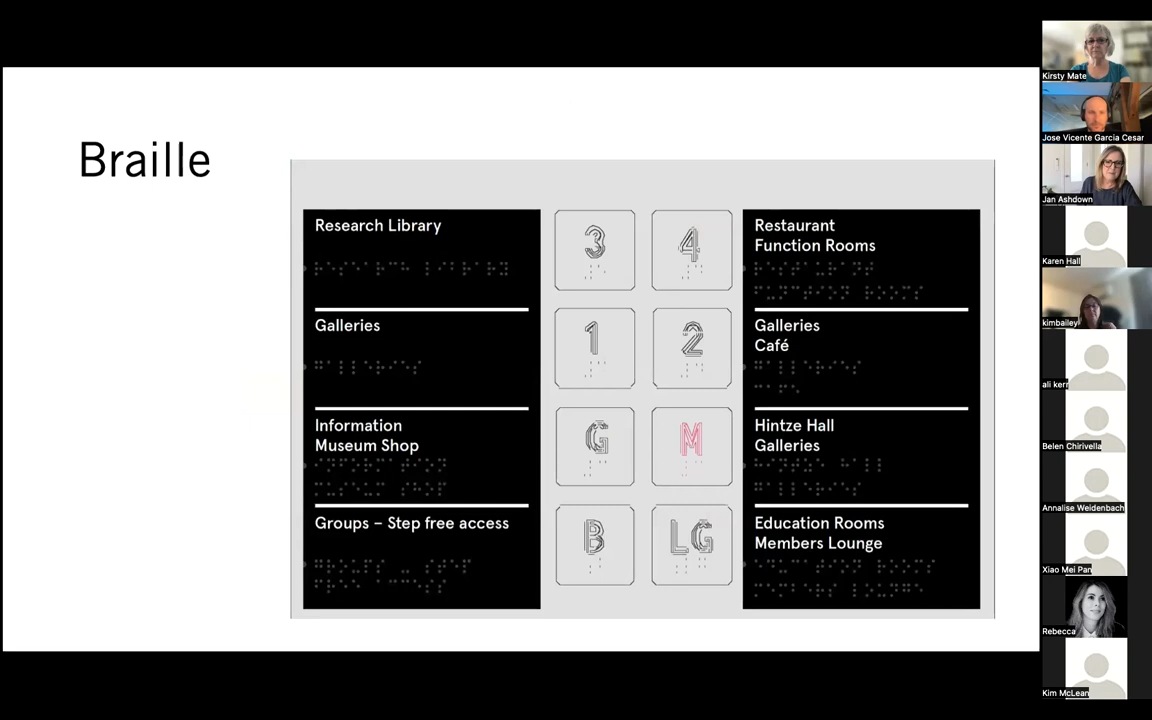 Braille
Research Library
Galleries
Information
Museum Shop
Groups – Step free access
3
4
1
2
G
M
B
LG
Restaurant
Function Rooms
Galleries
Café
Hintze Hall
Galleries
Education Rooms
Members Lounge
Kirsty Mate
Jose Vicente Garcia Cesar
Jan Ashdown
Karen Hall
kimbailey
ali kerr
Belen Chirivella
Annalise Weidenbach
Xiao Mei Pan
Rebecca
Kim McLean